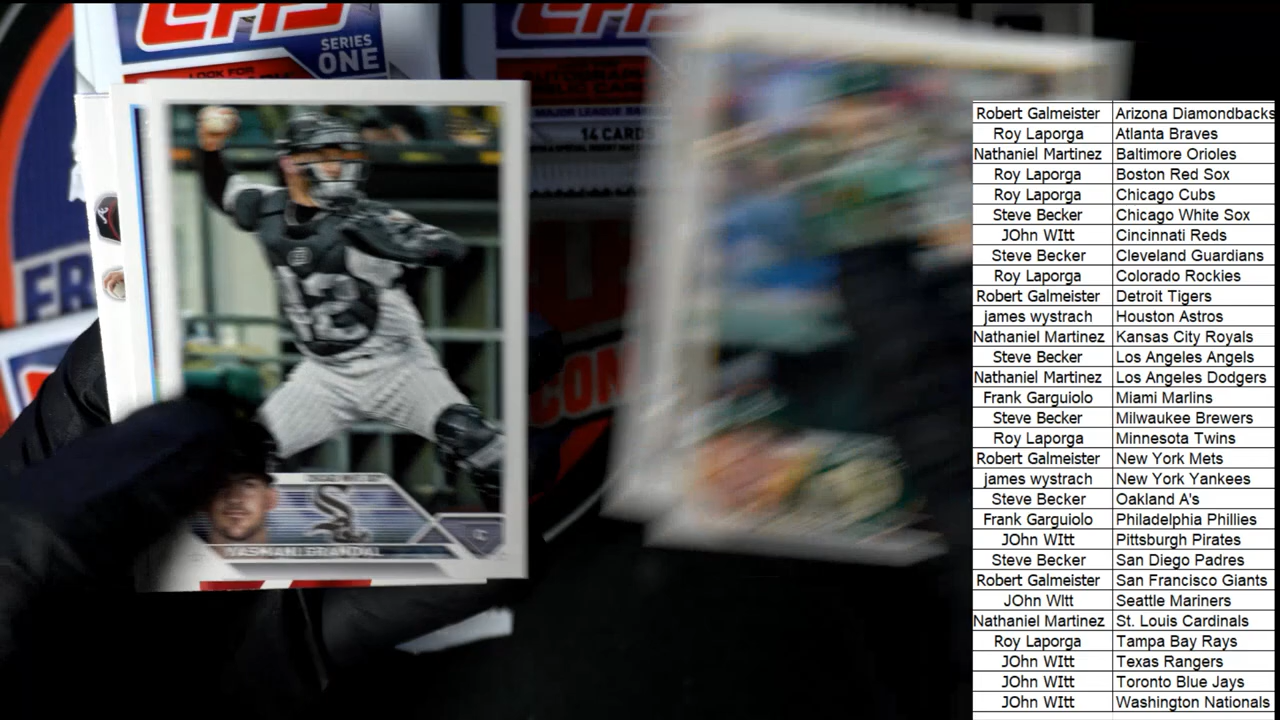 SERIES
ONE
LOOK FOR
14 CARDS
CHICAGO WHITE SOX
YASMANI GRANDAL
C
Robert Galmeister Arizona Diamondbacks
Roy Laporga Atlanta Braves
Nathaniel Martinez Baltimore Orioles
Roy Laporga Boston Red Sox
Roy Laporga Chicago Cubs
Steve Becker Chicago White Sox
JOhn WItt Cincinnati Reds
Steve Becker Cleveland Guardians
Roy Laporga Colorado Rockies
Robert Galmeister Detroit Tigers
james wystrach Houston Astros
Nathaniel Martinez Kansas City Royals
Steve Becker Los Angeles Angels
Nathaniel Martinez Los Angeles Dodgers
Frank Garguiolo Miami Marlins
Steve Becker Milwaukee Brewers
Roy Laporga Minnesota Twins
Robert Galmeister New York Mets
james wystrach New York Yankees
Steve Becker Oakland A's
Frank Garguiolo Philadelphia Phillies
JOhn WItt Pittsburgh Pirates
Steve Becker San Diego Padres
Robert Galmeister San Francisco Giants
JOhn WItt Seattle Mariners
Nathaniel Martinez St. Louis Cardinals
Roy Laporga Tampa Bay Rays
JOhn WItt Texas Rangers
JOhn WItt Toronto Blue Jays
JOhn WItt Washington Nationals